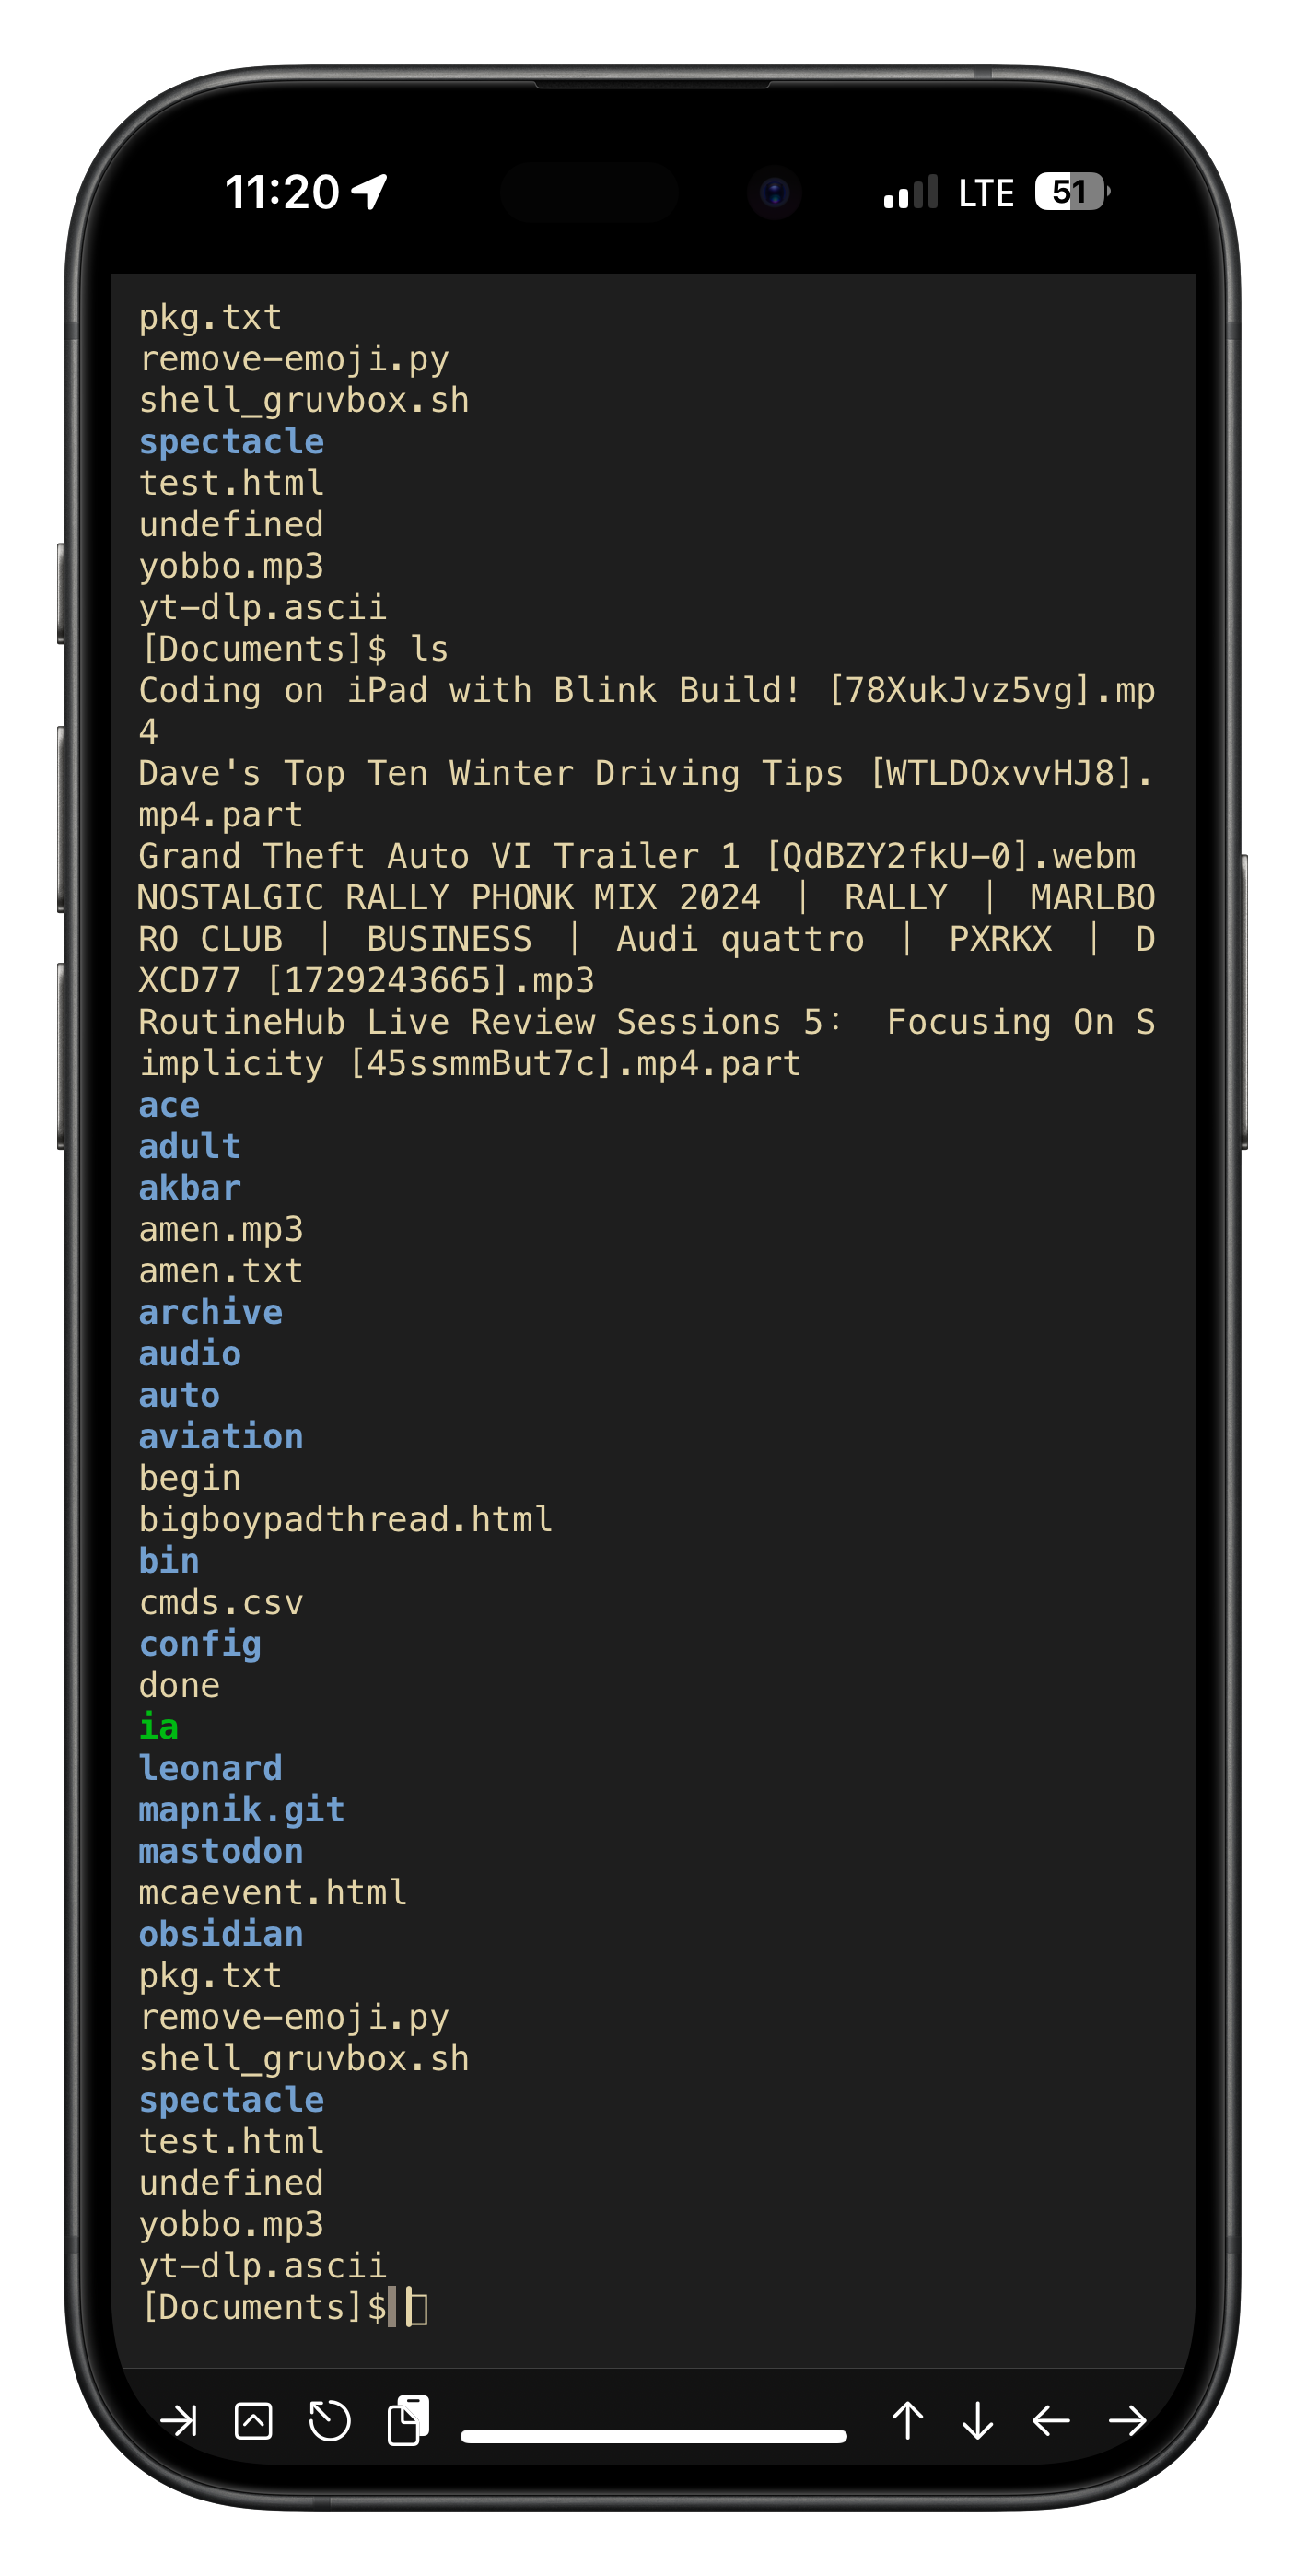 11:20 LTE 51
pkg.txt
remove-emoji.py
shell_gruvbox.sh
spectacle
test.html
undefined
yobbo.mp3
yt-dlp.ascii
[Documents]$ ls
Coding on iPad with Blink Build! [78XukJvz5vg].mp
4
Dave's Top Ten Winter Driving Tips [WTLDOxvvHJ8].
mp4.part
Grand Theft Auto VI Trailer 1 [QdBZY2fkU-0].webm
NOSTALGIC RALLY PHONK MIX 2024 | RALLY | MARLBO
RO CLUB | BUSINESS | Audi quattro | PXRKX | D
XCD77 [1729243665].mp3
RoutineHub Live Review Sessions 5: Focusing On S
implicity [45ssmmBut7c].mp4.part
ace
adult
akbar
amen.mp3
amen.txt
archive
audio
auto
aviation
begin
bigboypadthread.html
bin
cmds.csv
config
done
ia
leonard
mapnik.git
mastodon
mcaevent.html
obsidian
pkg.txt
remove-emoji.py
shell_gruvbox.sh
spectacle
test.html
undefined
yobbo.mp3
yt-dlp.ascii
[Documents]$